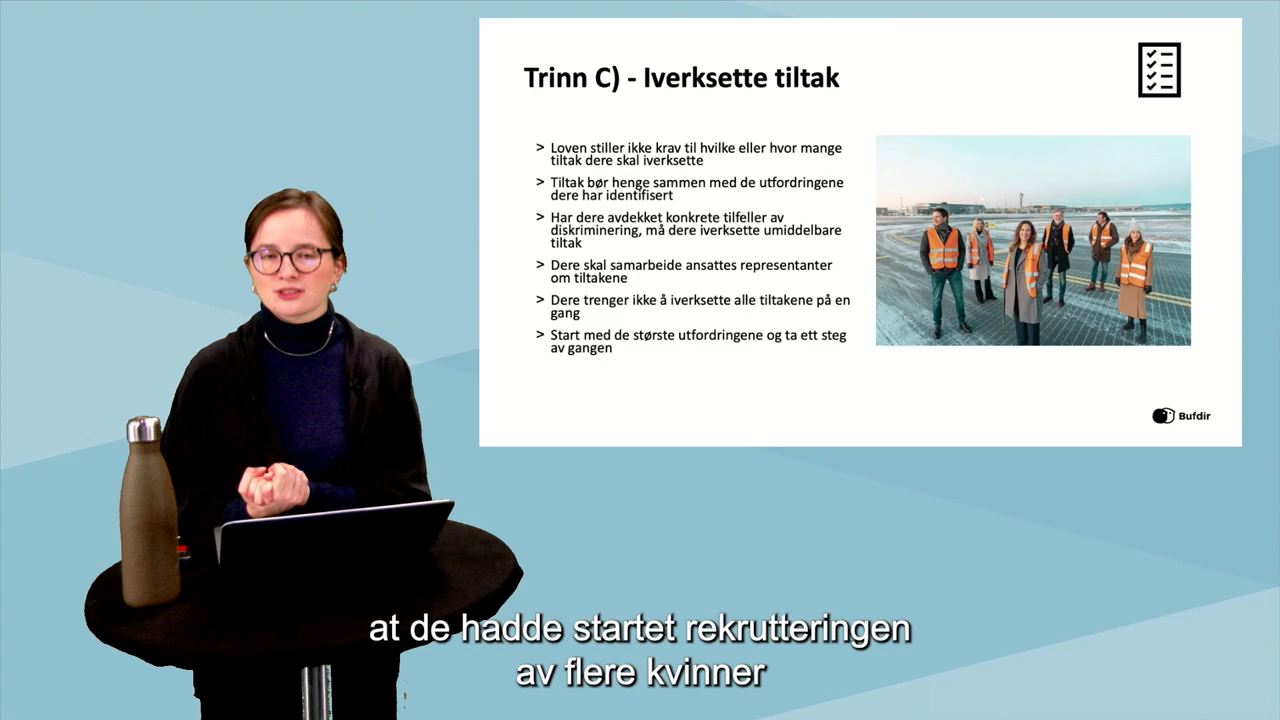 Trinn C) - Iverksette tiltak
> Loven stiller ikke krav til hvilke eller hvor mange
tiltak dere skal iverksette
> Tiltak bør henge sammen med de utfordringene
dere har identifisert
> Har dere avdekket konkrete tilfeller av
diskriminering, må dere iverksette umiddelbare
tiltak
> Dere skal samarbeide ansattes representanter
om tiltakene
> Dere trenger ikke å iverksette alle tiltakene på en
gang
> Start med de største utfordringene og ta ett steg
av gangen
Bufdir
at de hadde startet rekrutteringen
av flere kvinner